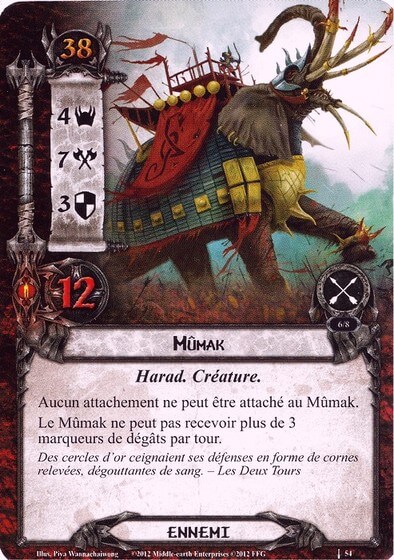 38
4
7
3
12
6/8
Mûmak
Harad. Créature.
Aucun attachement ne peut être attaché au Mûmak.
Le Mûmak ne peut pas recevoir plus de 3
marqueurs de dégâts par tour.
Des cercles d'or ceignaient ses défenses en forme de cornes
relevées, dégouttantes de sang. – Les Deux Tours
ENNEMI
Illus. Piya Wannachaiwong ©2012 Middle-earth Enterprises ©2012 FFG 54